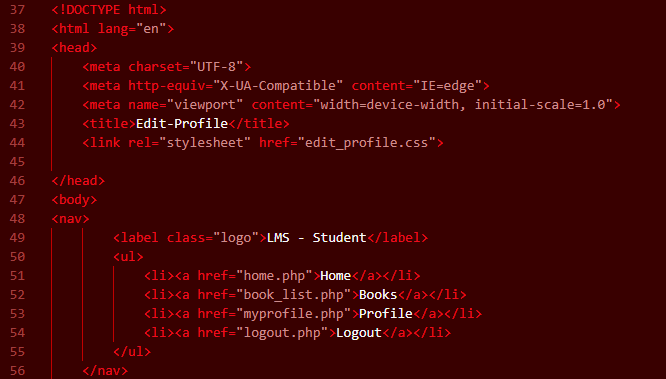 37 <!DOCTYPE html>
38 <html lang="en">
39 <head>
40     <meta charset="UTF-8">
41     <meta http-equiv="X-UA-Compatible" content="IE=edge">
42     <meta name="viewport" content="width=device-width, initial-scale=1.0">
43     <title>Edit-Profile</title>
44     <link rel="stylesheet" href="edit_profile.css">
45
46 </head>
47 <body>
48 <nav>
49         <label class="logo">LMS - Student</label>
50         <ul>
51             <li><a href="home.php">Home</a></li>
52             <li><a href="book_list.php">Books</a></li>
53             <li><a href="myprofile.php">Profile</a></li>
54             <li><a href="logout.php">Logout</a></li>
55         </ul>
56     </nav>